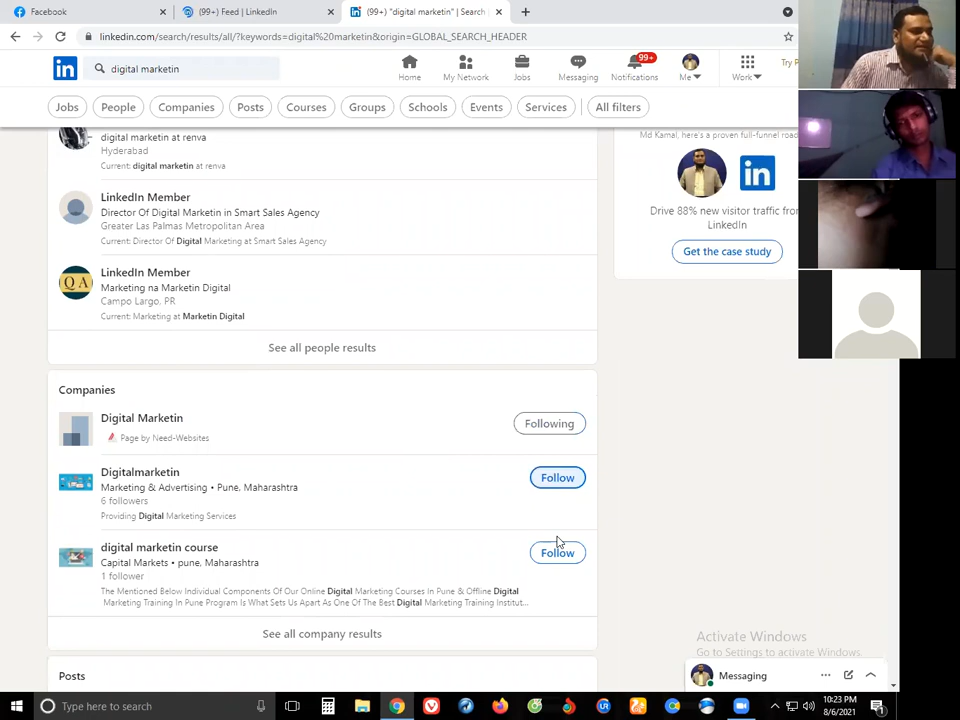 Facebook
(99+) Feed | LinkedIn
(99+) "digital marketin" | Search |
linkedin.com/search/results/all/?keywords=digital%20marketin&origin=GLOBAL_SEARCH_HEADER
in
digital marketin
99+
Home
My Network
Jobs
Messaging
Notifications
Me
Work
Try P
Jobs
People
Companies
Posts
Courses
Groups
Schools
Events
Services
All filters
digital marketin at renva
Hyderabad
Current: digital marketin at renva
LinkedIn Member
Director Of Digital Marketing in Smart Sales Agency
Greater Las Palmas Metropolitan Area
Current: Director Of Digital Marketing at Smart Sales Agency
QA
LinkedIn Member
Marketing na Marketin Digital
Campo Largo, PR
Current: Marketing at Marketin Digital
See all people results
Md Kamal, here's a proven full-funnel road
in
Drive 88% new visitor traffic from
LinkedIn
Get the case study
Companies
Digital Marketin
Page by Need-Websites
Following
Digitalmarketin
Marketing & Advertising • Pune, Maharashtra
6 followers
Providing Digital Marketing Services
Follow
digital marketin course
Capital Markets • pune, Maharashtra
1 follower
The Mentioned Below Individual Components Of Our Online Digital Marketing Courses In Pune & Offline Digital
Marketing Training In Pune Program Is What Sets Us Apart As One Of The Best Digital Marketing Training Institut...
Follow
See all company results
Posts
Activate Windows
Go to Settings to activate Windows.
Messaging
Type here to search
10:23 PM
8/6/2021
1